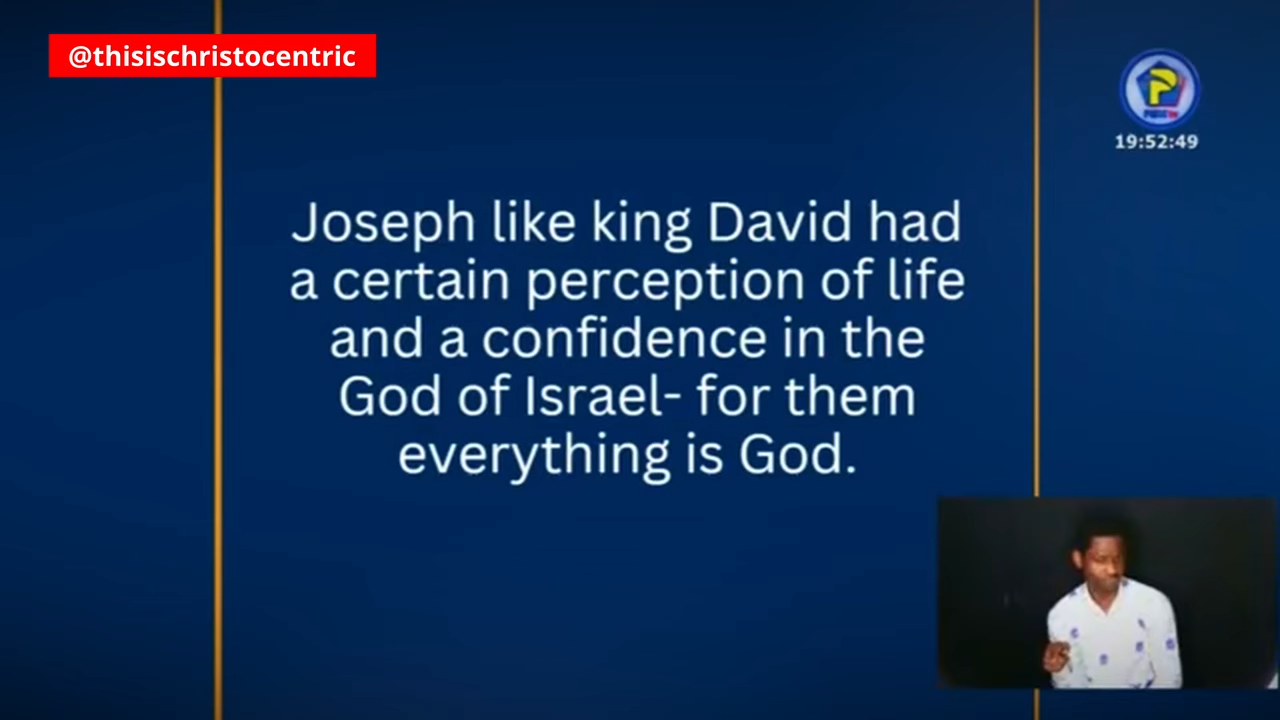 @thisischristocentric
P
19:52:49
Joseph like king David had
a certain perception of life
and a confidence in the
God of Israel- for them
everything is God.